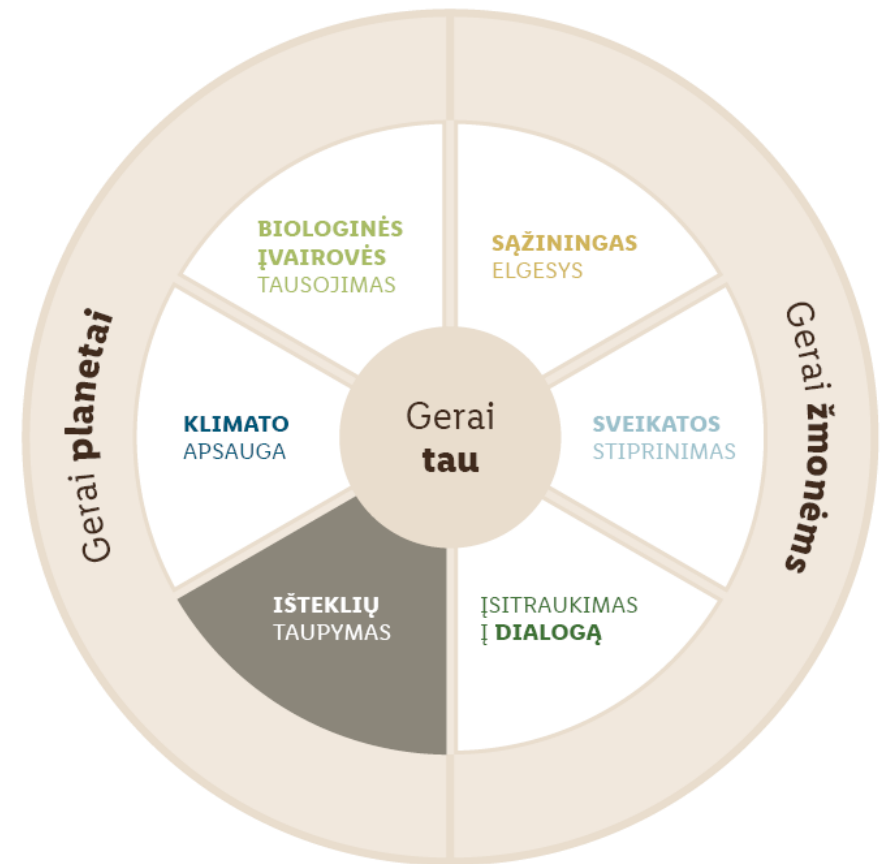 BIOLOGINĖS
ĮVAIROVĖS
TAUSOJIMAS
SĄŽININGAS
ELGESYS
Gerai planetai
KLIMATO
APSAUGA
Gerai
tau
SVEIKATOS
STIPRINIMAS
Gerai žmonėms
IŠTEKLIŲ
TAUPYMAS
ĮSITRAUKIMAS
Į DIALOGĄ